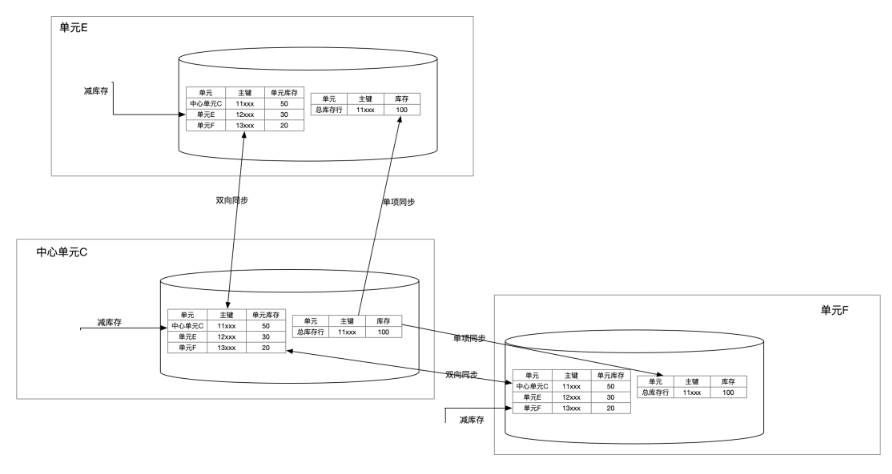 单元E
减库存
单元 主键 单元库存
中心单元C 11xxx 50
单元E 12xxx 30
单元F 13xxx 20
单元 主键 库存
总库存行 11xxx 100
双向同步
单项同步
中心单元C
减库存
单元 主键 单元库存
中心单元C 11xxx 50
单元E 12xxx 30
单元F 13xxx 20
单元 主键 库存
总库存行 11xxx 100
单元F
单项同步
双向同步
单元 主键 单元库存
中心单元C 11xxx 50
单元E 12xxx 30
单元F 13xxx 20
单元 主键 库存
总库存行 11xxx 100
减库存